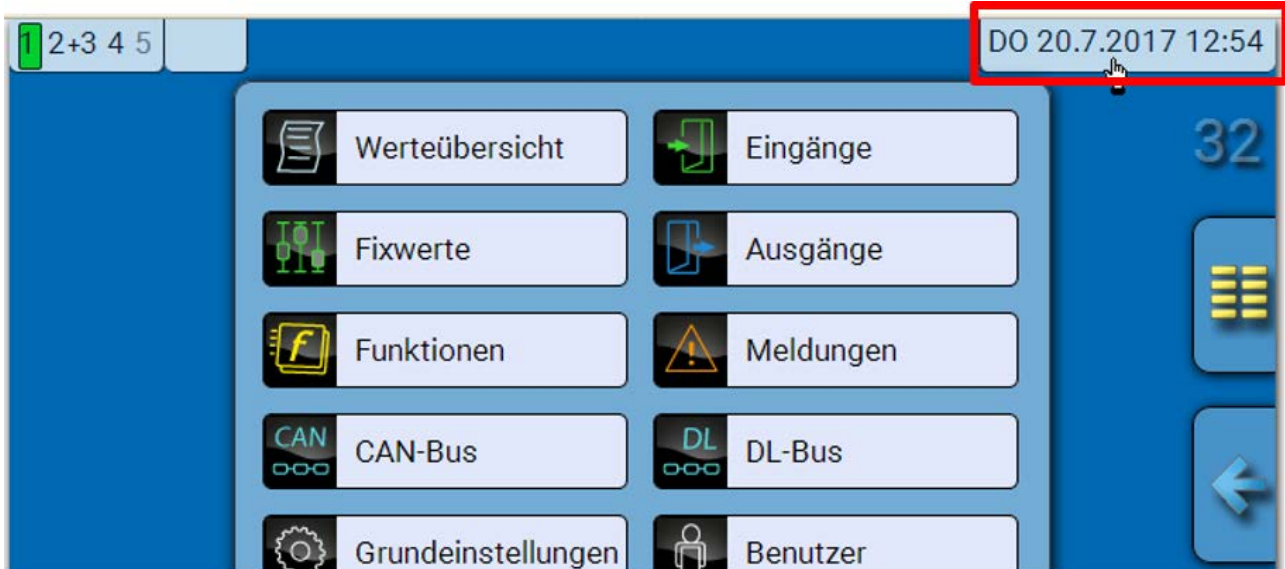 1 2+3 4 5
DO 20.7.2017 12:54
32
Werteübersicht
Eingänge
Fixwerte
Ausgänge
f Funktionen
Meldungen
CAN CAN-Bus
DL DL-Bus
Grundeinstellungen
Benutzer